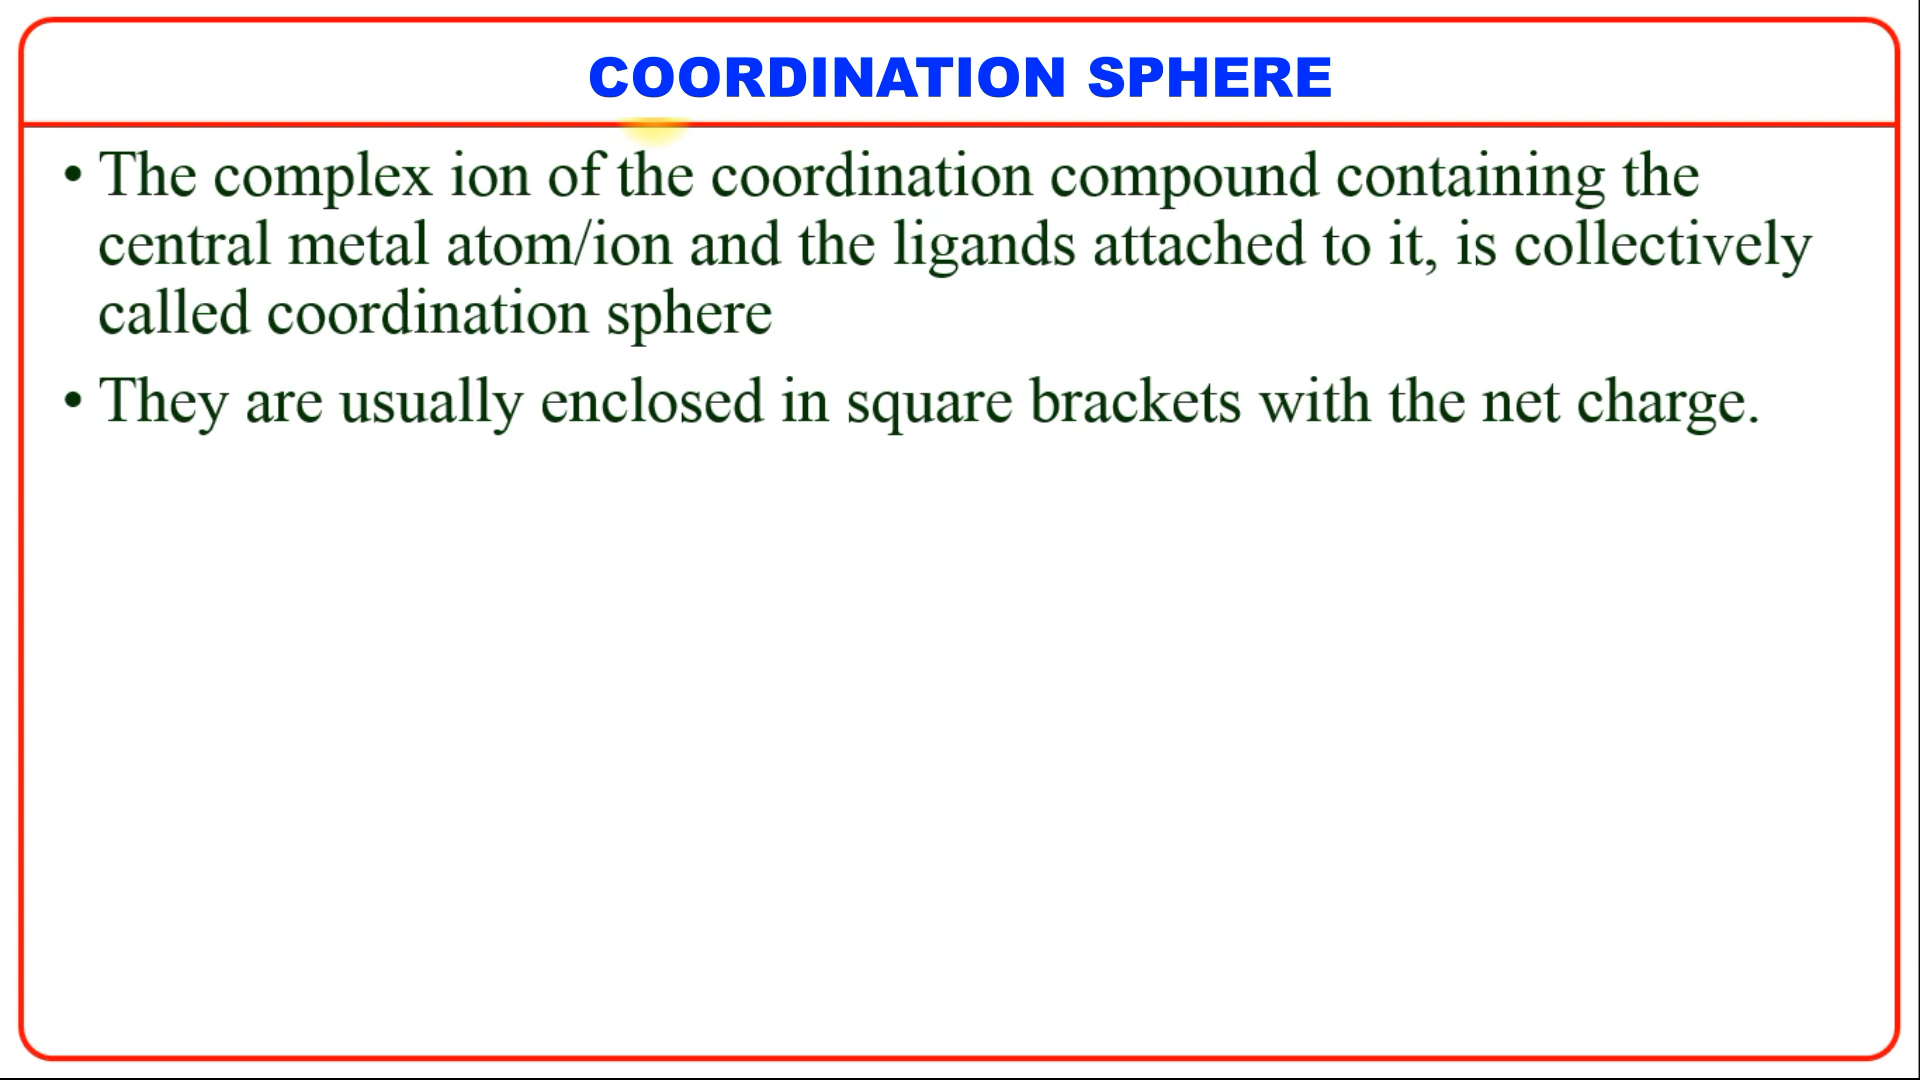 COORDINATION SPHERE
• The complex ion of the coordination compound containing the
central metal atom/ion and the ligands attached to it, is collectively
called coordination sphere
• They are usually enclosed in square brackets with the net charge.